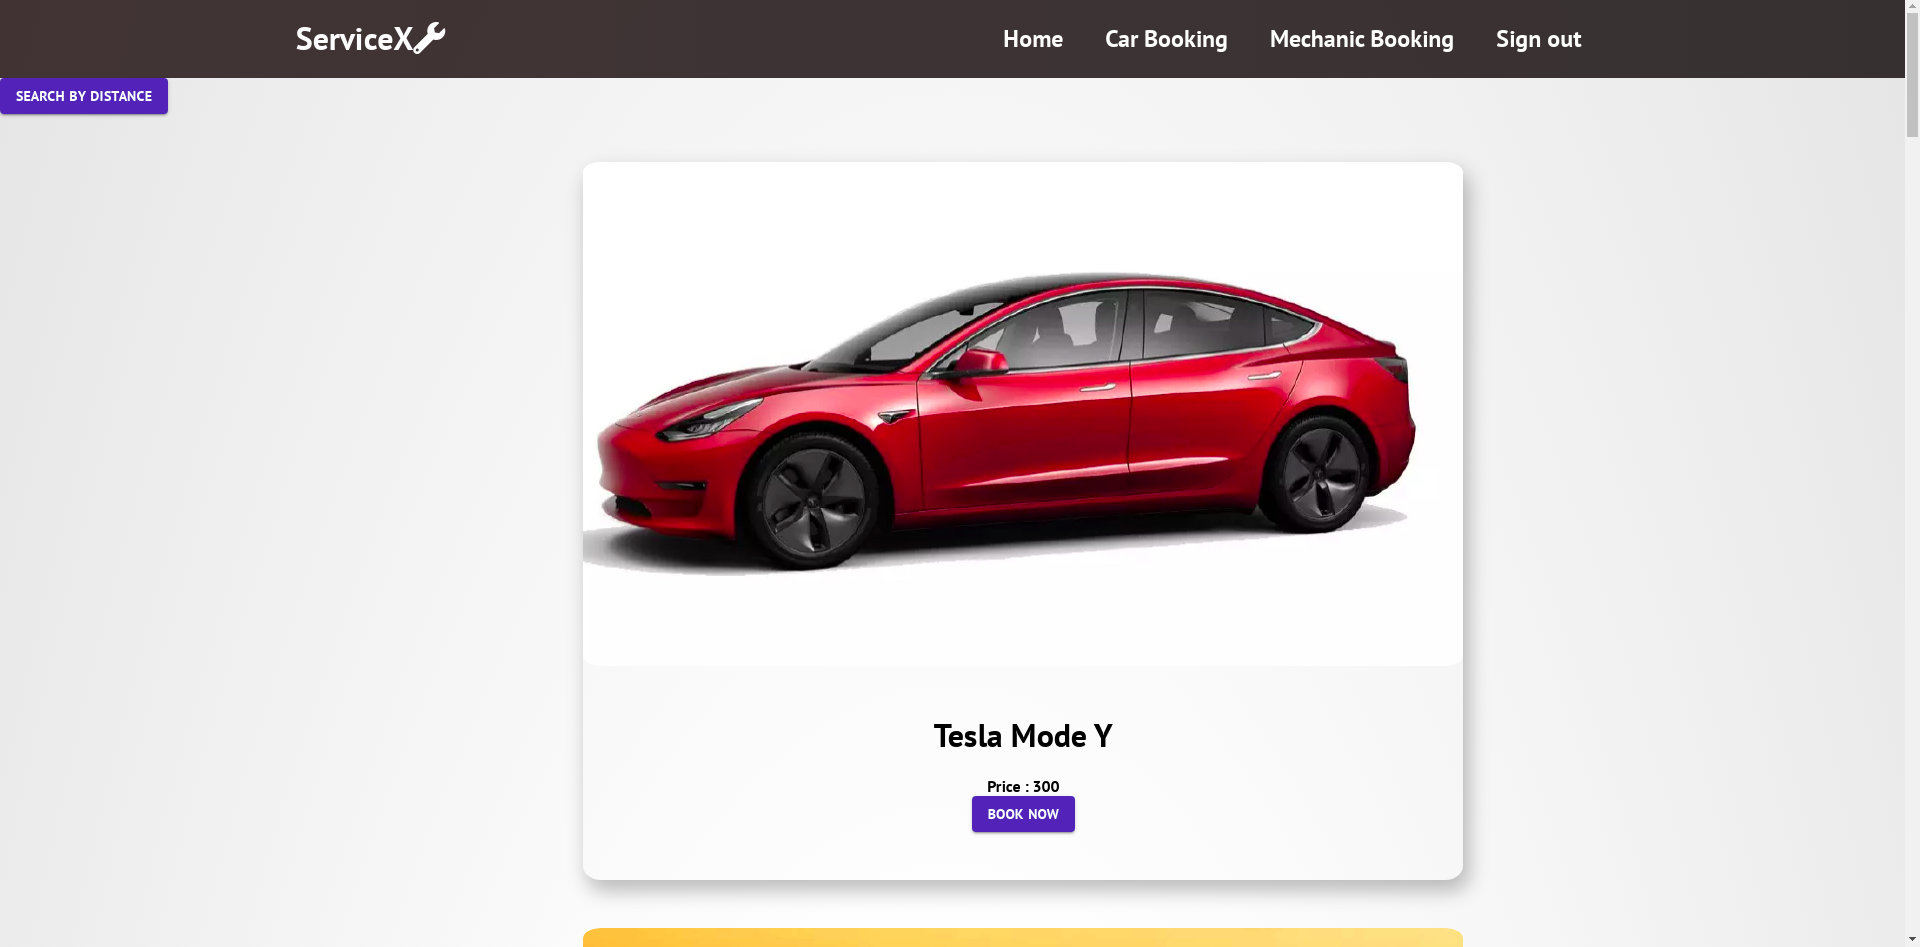 ServiceX
Home
Car Booking
Mechanic Booking
Sign out
SEARCH BY DISTANCE
Tesla Mode Y
Price : 300
BOOK NOW